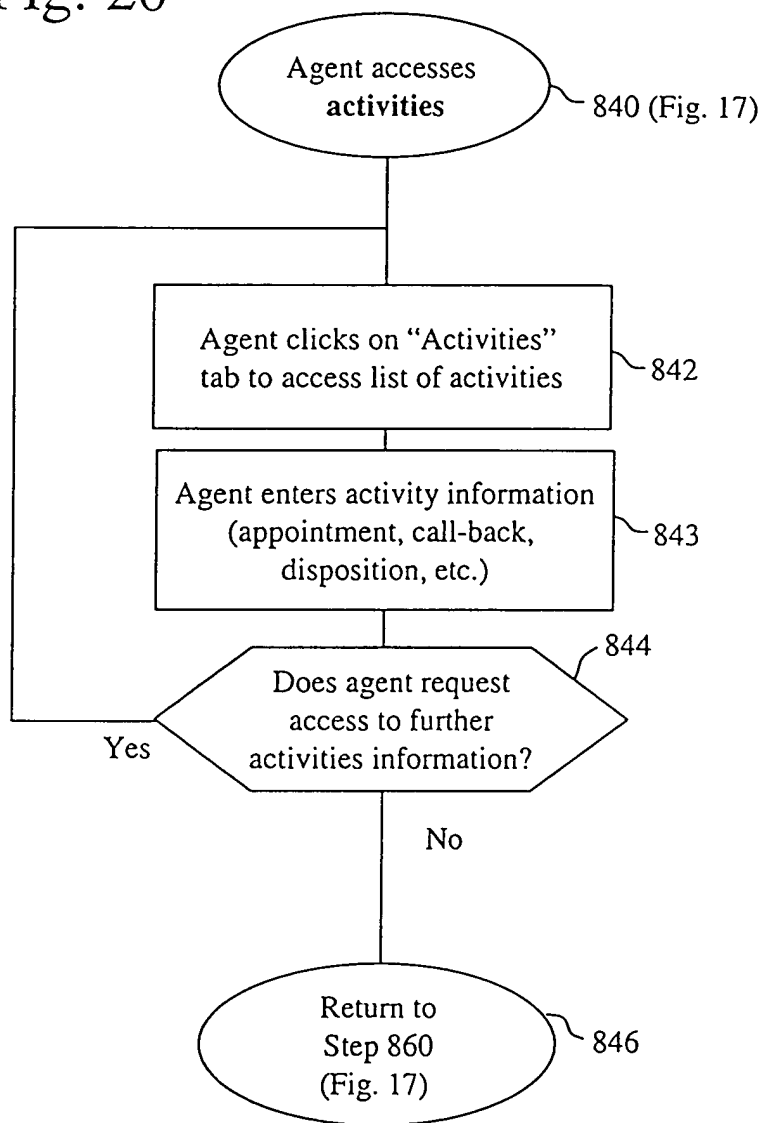 Fig. 20
Agent accesses
activities
840 (Fig. 17)
Agent clicks on “Activities”
tab to access list of activities
842
Agent enters activity information
(appointment, call-back,
disposition, etc.)
843
844
Does agent request
access to further
activities information?
Yes
No
Return to
Step 860
(Fig. 17)
846